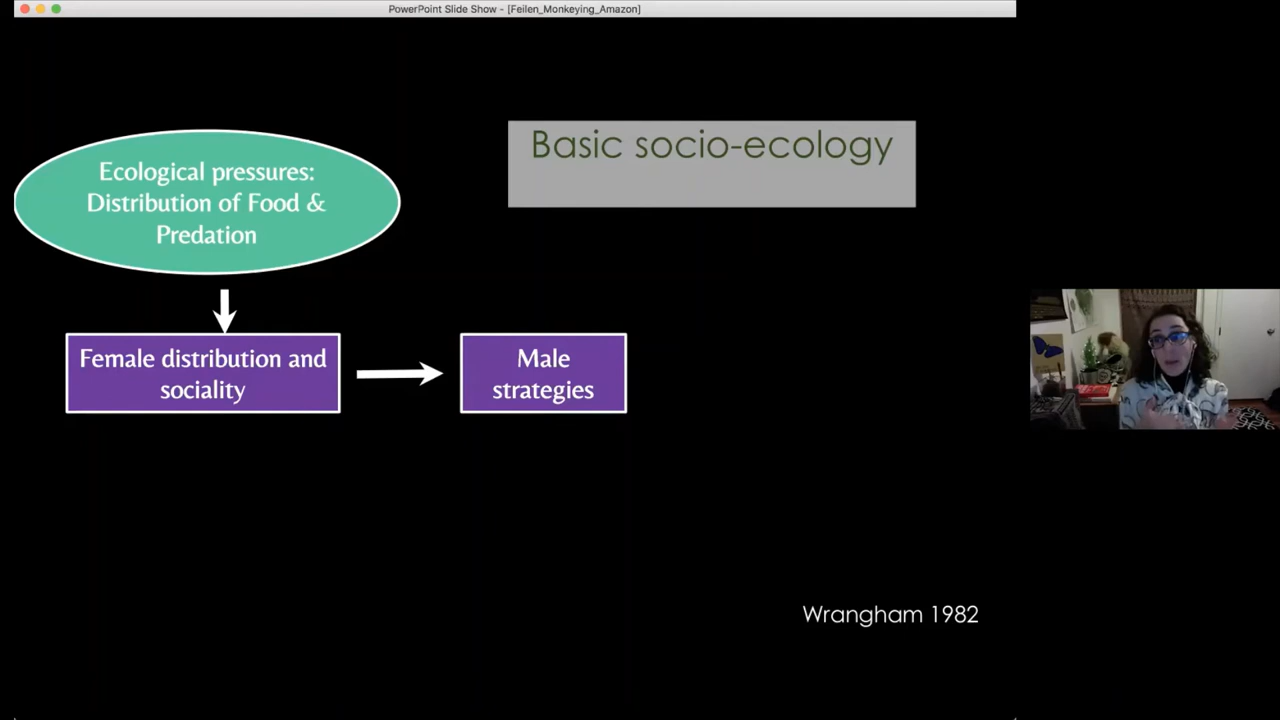 PowerPoint Slide Show - [Feilen_Monkeying_Amazon]
Basic socio-ecology
Ecological pressures:
Distribution of Food &
Predation
Female distribution and
sociality
Male
strategies
Wrangham 1982